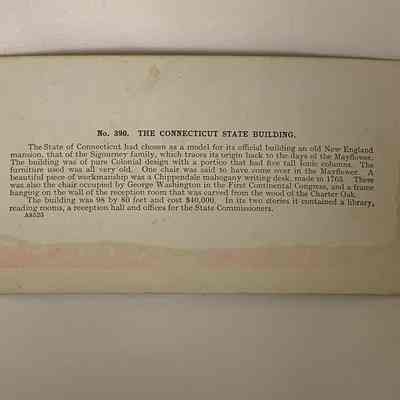 No. 390. THE CONNECTICUT STATE BUILDING.
The State of Connecticut had chosen as a model for its official building an old New England
mansion, that of the Sigourney family, which traces its origin back to the days of the Mayflower.
The building was of pure Colonial design with a portico that had five tall Ionic columns. The
furniture used was all very old. One chair was said to have come over in the Mayflower. A
beautiful piece of workmanship was a Chippendale mahogany writing desk, made in 1763. There
was also the chair occupied by George Washington in the First Continental Congress, and a frame
hanging on the wall of the reception room that was carved from the wood of the Charter Oak.
The building was 98 by 80 feet and cost $40,000. In its two stories it contained a library,
reading rooms, a reception hall and offices for the State Commissioners.